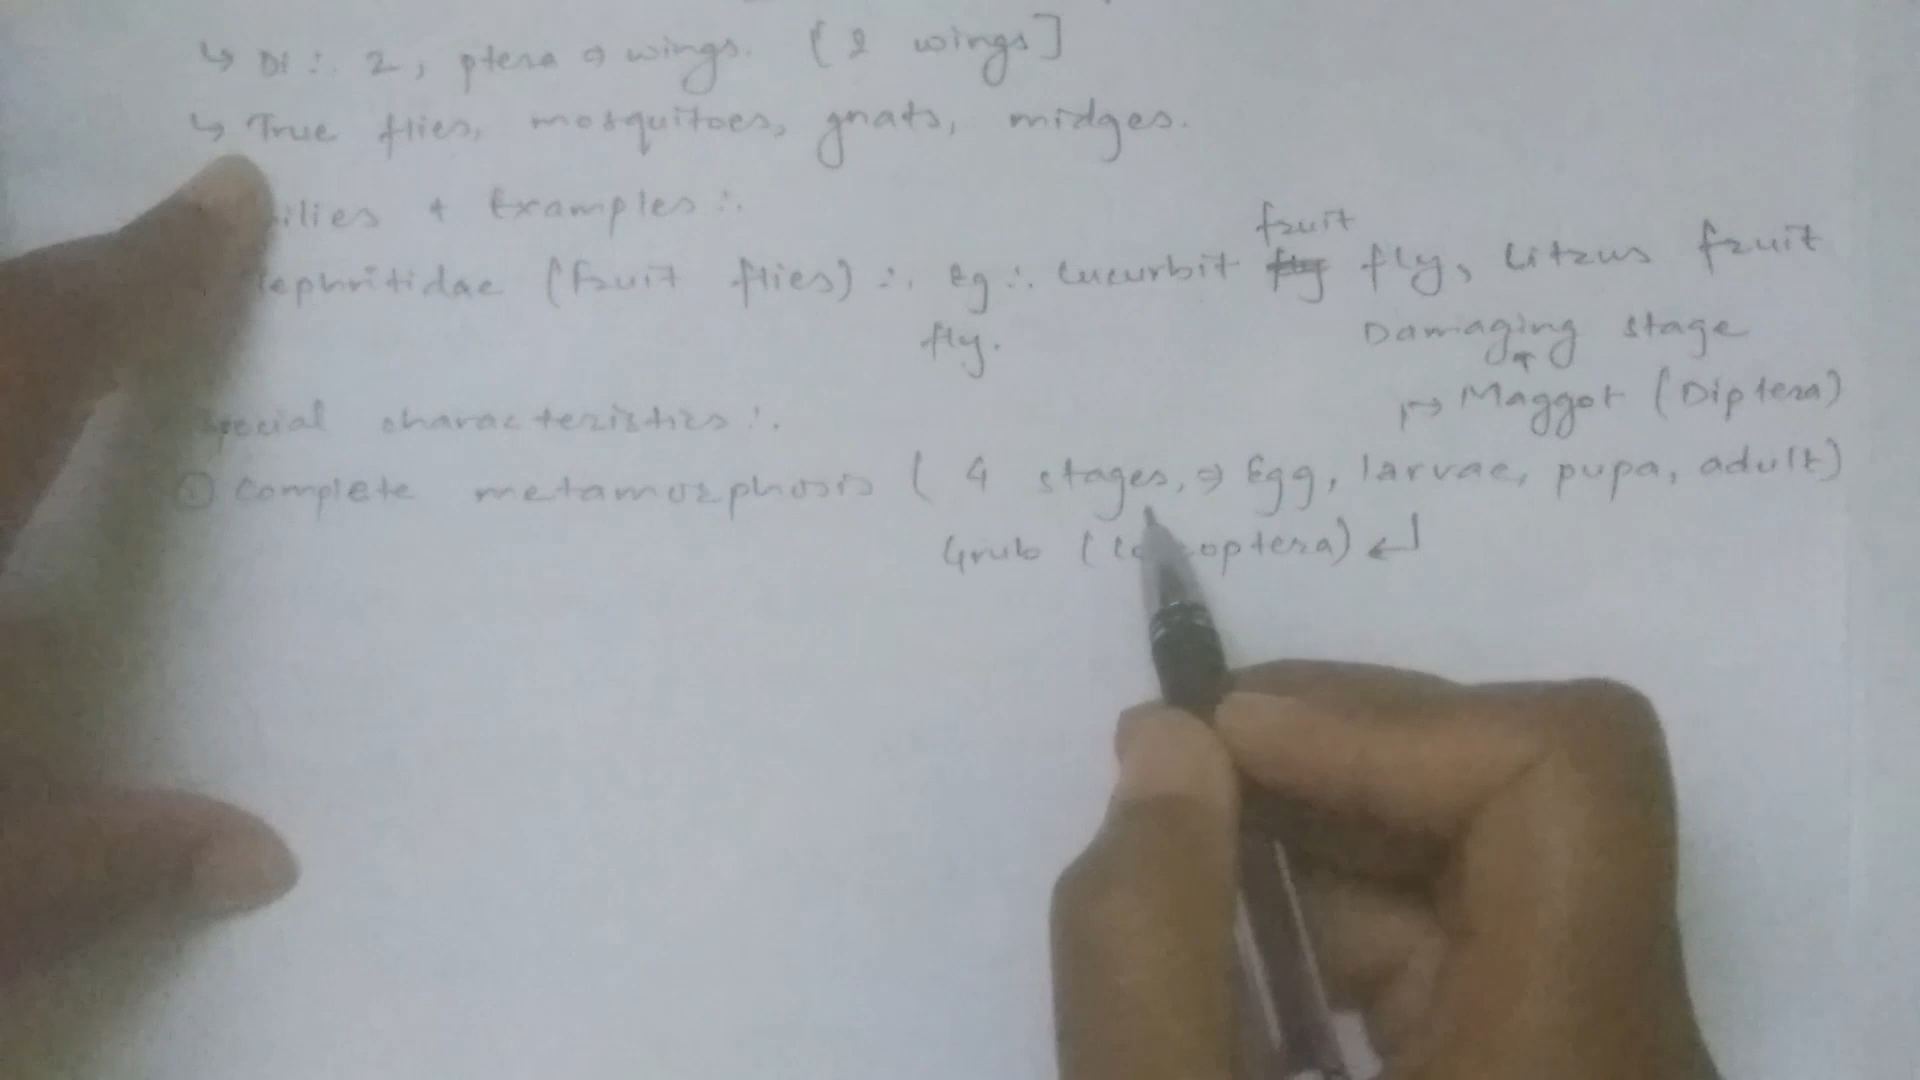 ↳ Di ∴ 2, ptera ⇒ wings. [2 wings]
↳ True flies, mosquitoes, gnats, midges.
ilies + Examples ∴
fruit
Tephritidae (fruit flies) ∴ Eg ∴ Cucurbit fly, Citrus fruit
fly.
Damaging stage
↑
↦ Maggot (Diptera)
Special characteristics ∴
① Complete metamorphosis ( 4 stages, ⇒ Egg, larvae, pupa, adult)
Grub ( optera) ↵